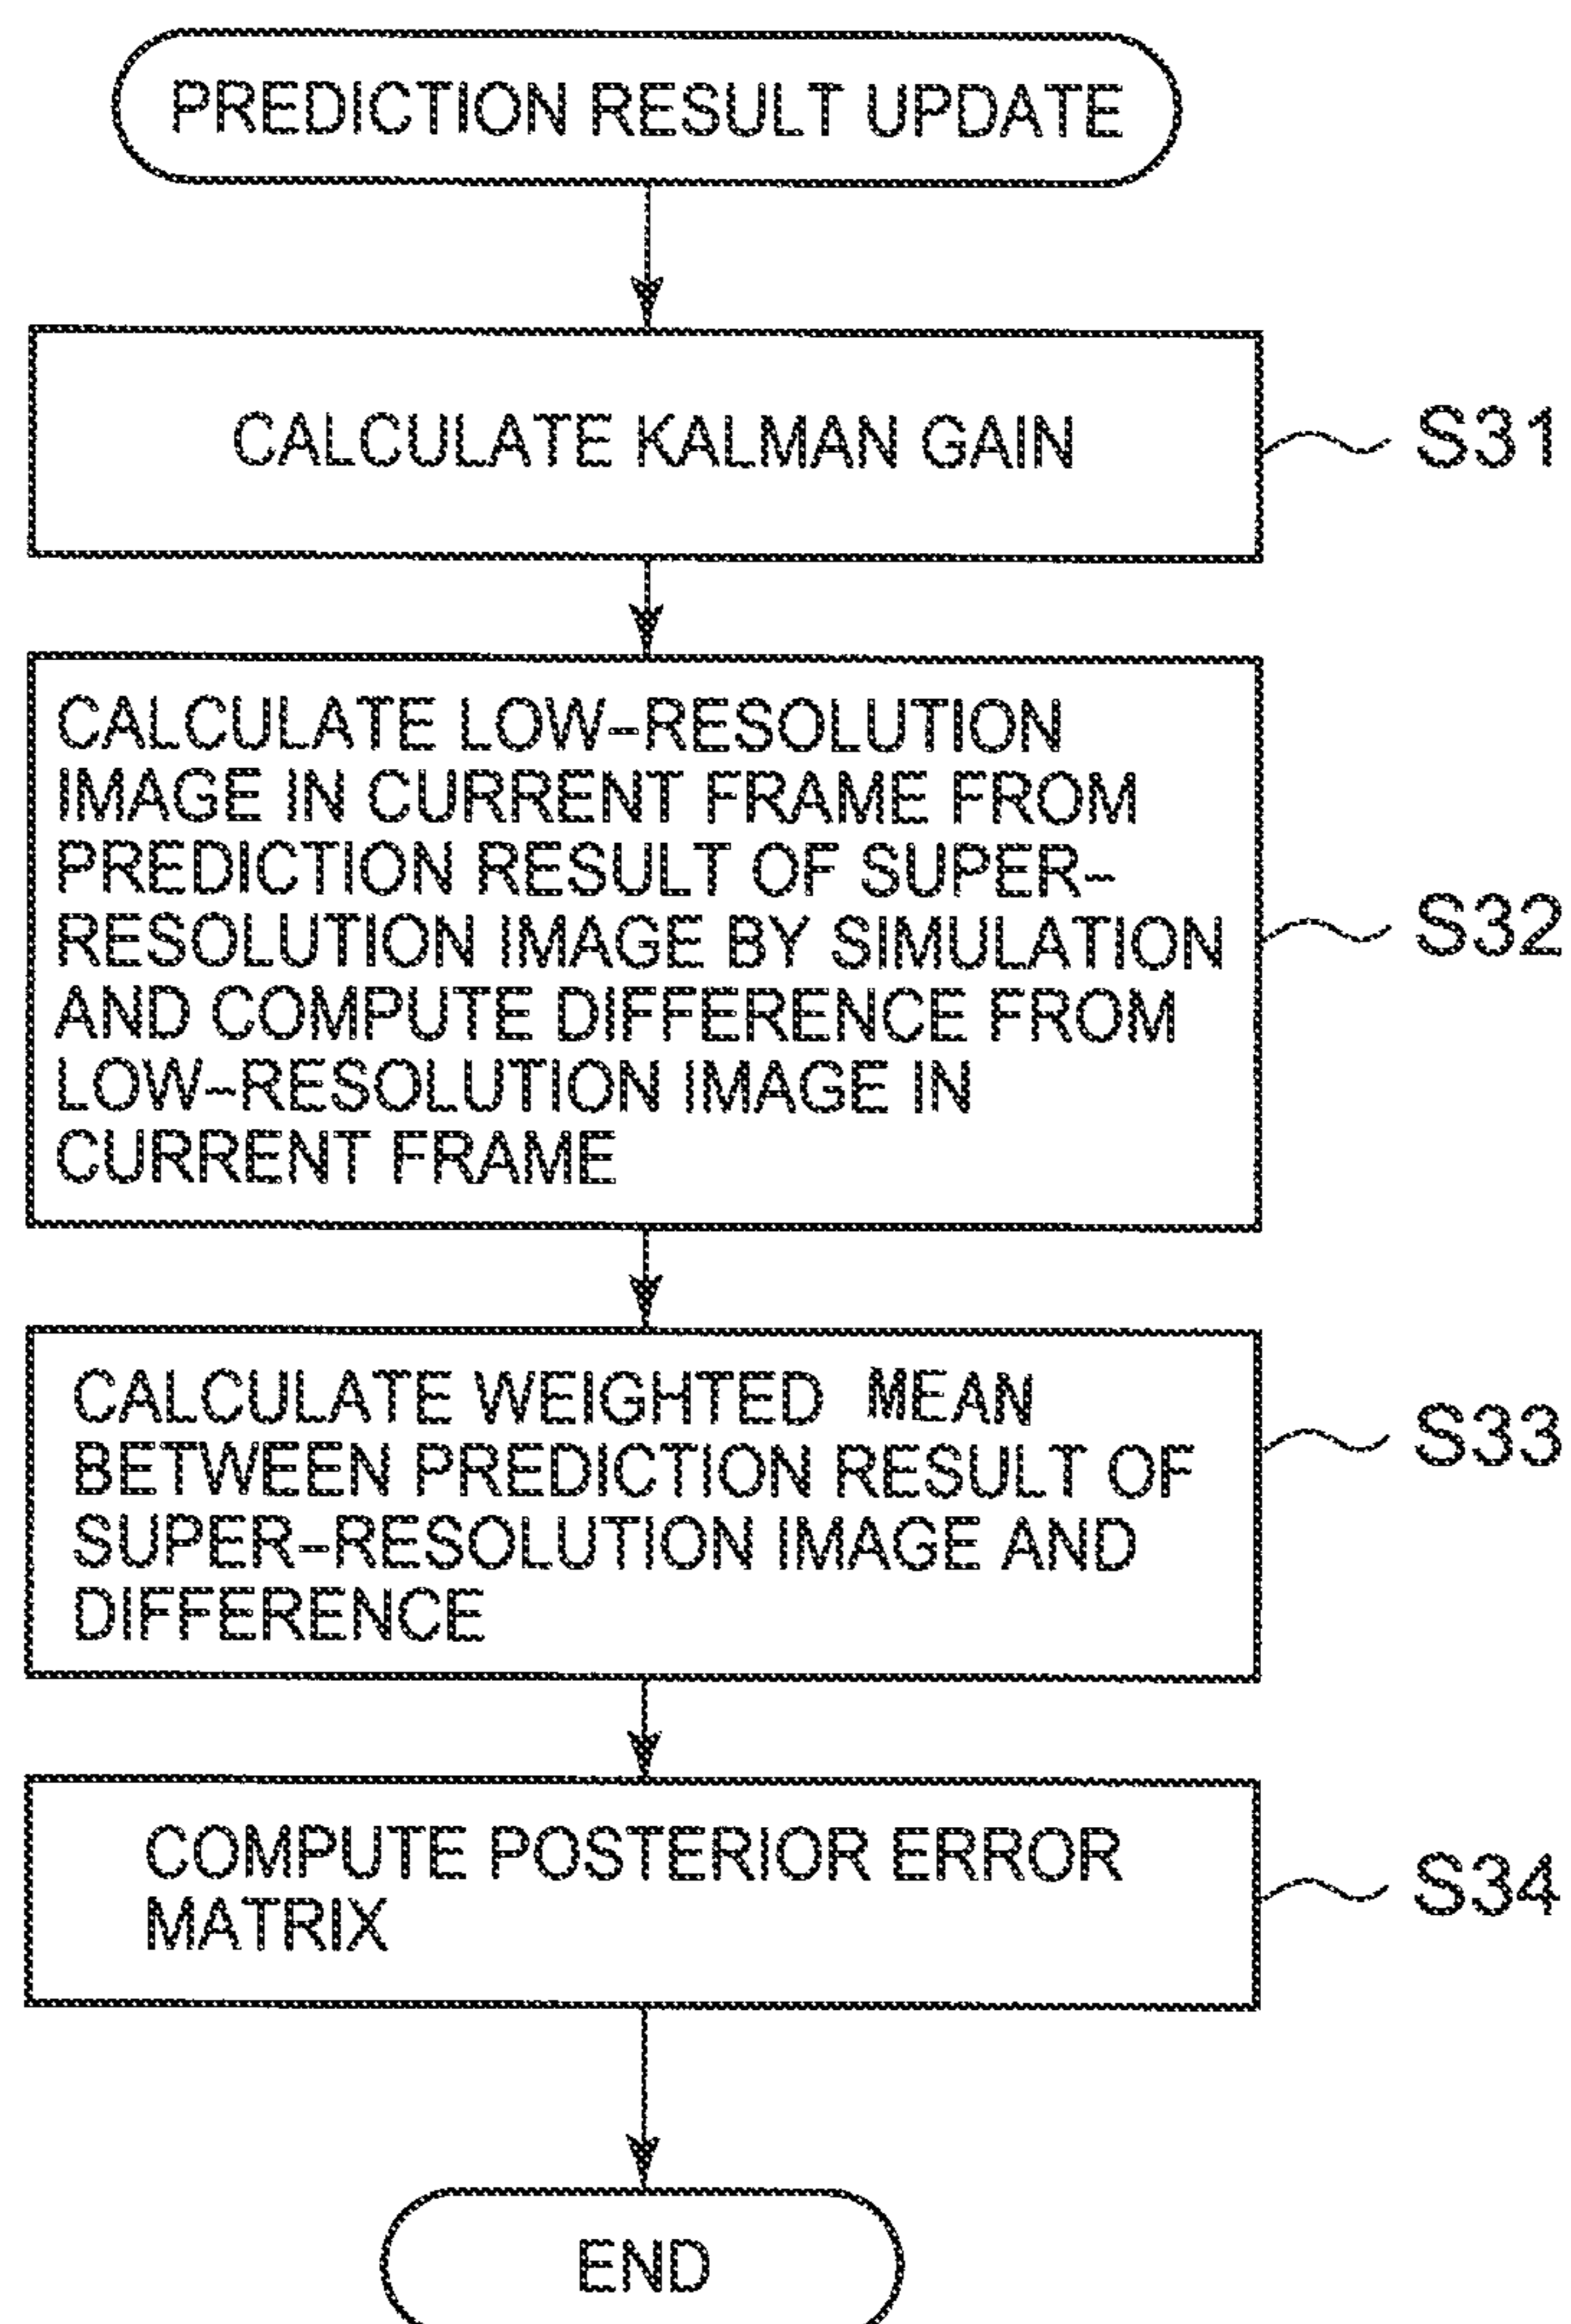 PREDICTION RESULT UPDATE
CALCULATE KALMAN GAIN
S31
CALCULATE LOW-RESOLUTION
IMAGE IN CURRENT FRAME FROM
PREDICTION RESULT OF SUPER-
RESOLUTION IMAGE BY SIMULATION
AND COMPUTE DIFFERENCE FROM
LOW-RESOLUTION IMAGE IN
CURRENT FRAME
S32
CALCULATE WEIGHTED MEAN
BETWEEN PREDICTION RESULT OF
SUPER-RESOLUTION IMAGE AND
DIFFERENCE
S33
COMPUTE POSTERIOR ERROR
MATRIX
S34
END